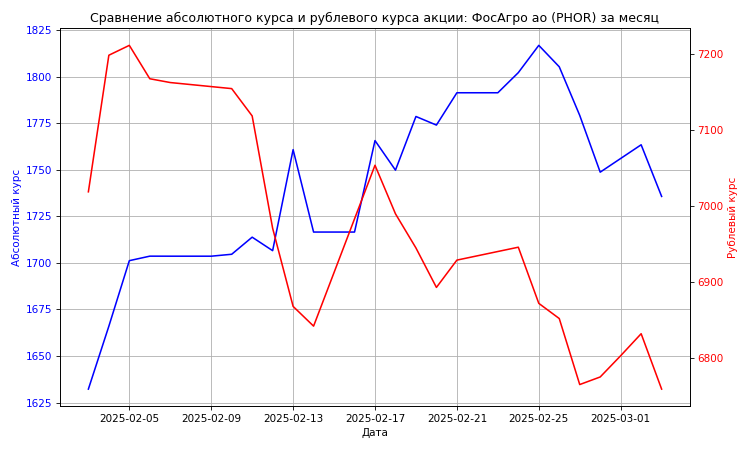 Сравнение абсолютного курса и рублевого курса акции: ФосАгро ао (PHOR) за месяц
1825
1800
1775
1750
1725
1700
1675
1650
1625
Абсолютный курс
7200
7100
7000
6900
6800
Рублевый курс
2025-02-05 2025-02-09 2025-02-13 2025-02-17 2025-02-21 2025-02-25 2025-03-01
Дата